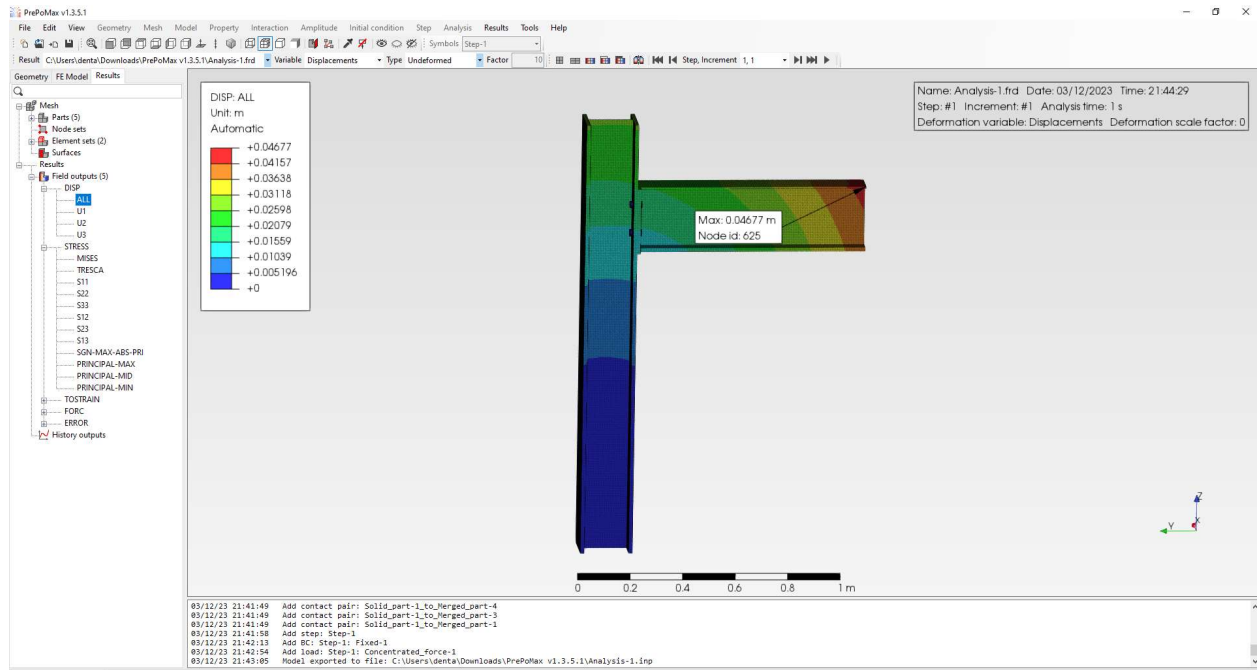 PrePoMax v1.3.5.1
File Edit View Geometry Mesh Model Property Interaction Amplitude Initial condition Step Analysis Results Tools Help
Symbols Step-1
Result C:\Users\denta\Downloads\PrePoMax v1.3.5.1\Analysis-1.frd Variable Displacements Type Undeformed Factor 10 Step, Increment 1, 1
Geometry FE Model Results
Mesh
Parts (5)
Node sets
Element sets (2)
Surfaces
Results
Field outputs (5)
DISP
ALL
U1
U2
U3
STRESS
MISES
TRESCA
S11
S22
S33
S12
S23
S13
SGN-MAX-ABS-PRI
PRINCIPAL-MAX
PRINCIPAL-MID
PRINCIPAL-MIN
TOSTRAIN
FORC
ERROR
History outputs
DISP: ALL
Unit: m
Automatic
+0.04677
+0.04157
+0.03638
+0.03118
+0.02598
+0.02079
+0.01559
+0.01039
+0.005196
+0
Name: Analysis-1.frd Date: 03/12/2023 Time: 21:44:29
Step: #1 Increment: #1 Analysis time: 1 s
Deformation variable: Displacements Deformation scale factor: 0
Max: 0.04677 m
Node id: 625
Z
Y X
0 0.2 0.4 0.6 0.8 1 m
03/12/23 21:41:49 Add contact pair: Solid_part-1_to_Merged_part-4
03/12/23 21:41:49 Add contact pair: Solid_part-1_to_Merged_part-3
03/12/23 21:41:49 Add contact pair: Solid_part-1_to_Merged_part-1
03/12/23 21:41:58 Add step: Step-1
03/12/23 21:42:13 Add BC: Step-1: Fixed-1
03/12/23 21:42:54 Add load: Step-1: Concentrated_force-1
03/12/23 21:43:05 Model exported to file: C:\Users\denta\Downloads\PrePoMax v1.3.5.1\Analysis-1.inp